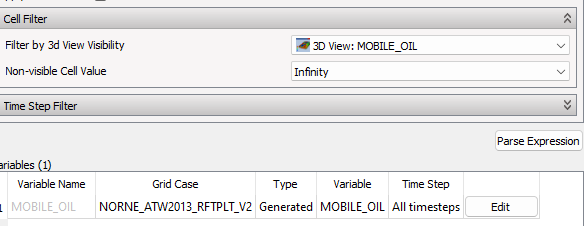 Cell Filter
Filter by 3d View Visibility
3D View: MOBILE_OIL
Non-visible Cell Value
Infinity
Time Step Filter
Parse Expression
ariables (1)
Variable Name Grid Case Type Variable Time Step
1 MOBILE_OIL NORNE_ATW2013_RFTPLT_V2 Generated MOBILE_OIL All timesteps Edit